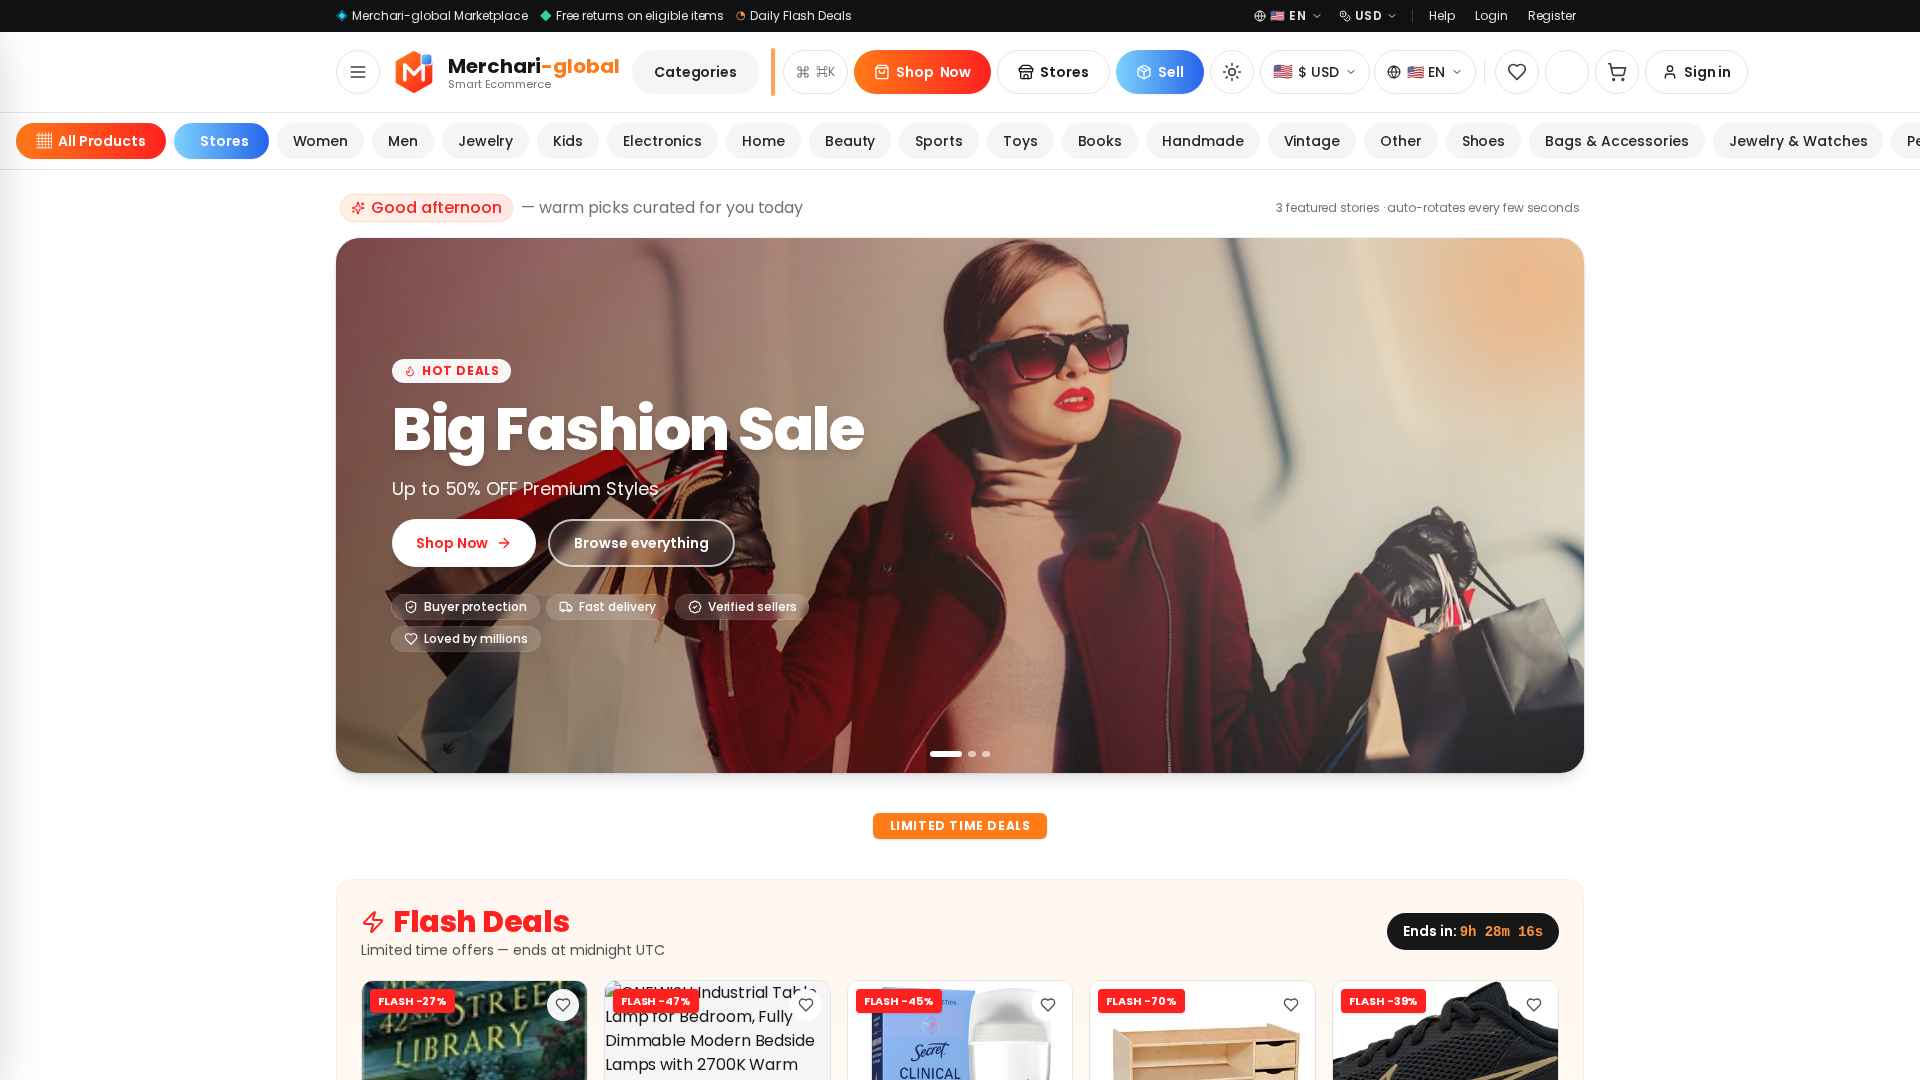 Merchari-global Marketplace Free returns on eligible items Daily Flash Deals EN USD Help Login Register
Merchari-global
Smart Ecommerce
Categories ⌘K Shop Now Stores Sell $ USD EN Sign in
All Products Stores Women Men Jewelry Kids Electronics Home Beauty Sports Toys Books Handmade Vintage Other Shoes Bags & Accessories Jewelry & Watches
Good afternoon — warm picks curated for you today
3 featured stories · auto-rotates every few seconds
HOT DEALS
Big Fashion Sale
Up to 50% OFF Premium Styles
Shop Now Browse everything
Buyer protection Fast delivery Verified sellers
Loved by millions
LIMITED TIME DEALS
Flash Deals
Limited time offers — ends at midnight UTC
Ends in: 9h 28m 16s
FLASH -27% FLASH -47% FLASH -45% FLASH -70% FLASH -39%
42ND STREET
LIBRARY
Industrial Table
Lamp for Bedroom, Fully
Dimmable Modern Bedside
Lamps with 2700K Warm
Secret
CLINICAL